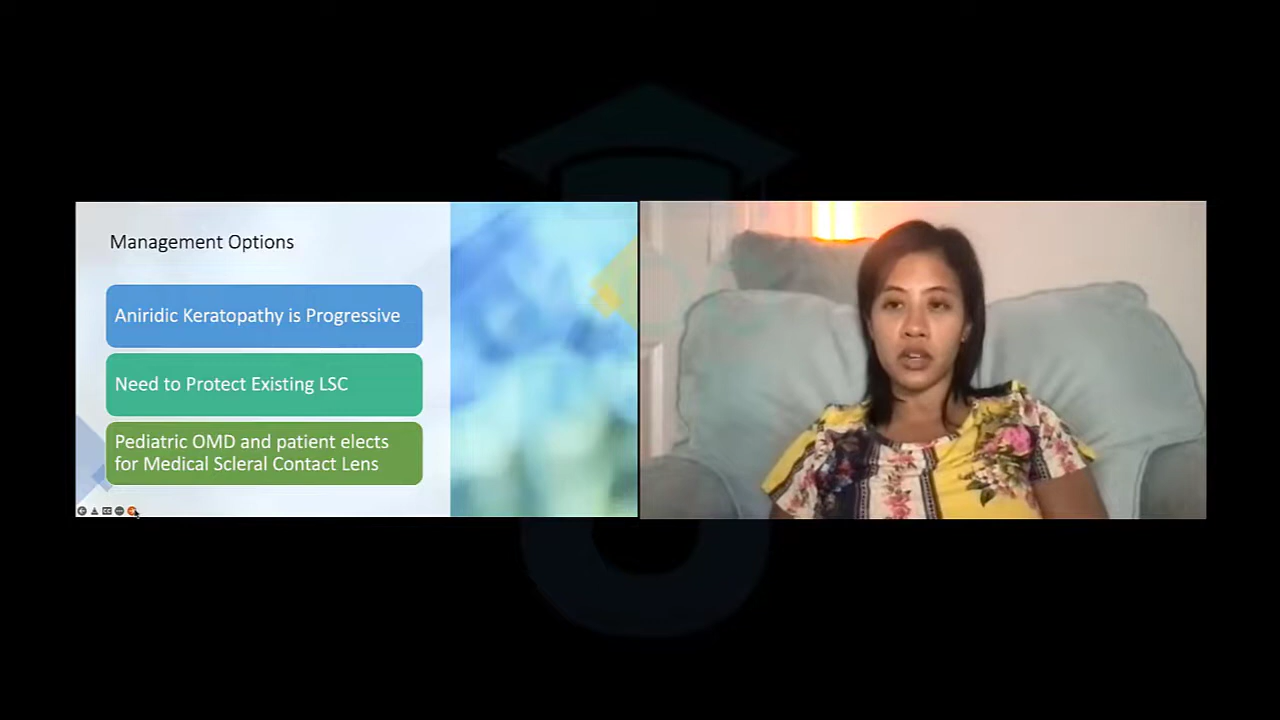 Management Options
Aniridic Keratopathy is Progressive
Need to Protect Existing LSC
Pediatric OMD and patient elects
for Medical Scleral Contact Lens